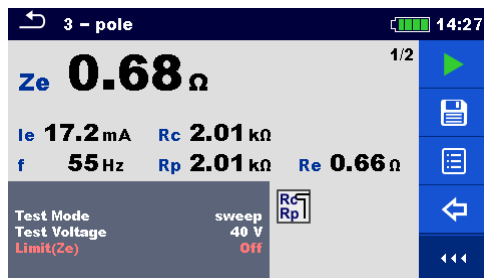 3 - pole 14:27
1/2
Ze 0.68 Ω
Ie 17.2 mA Rc 2.01 kΩ
f 55 Hz Rp 2.01 kΩ Re 0.66 Ω
Rc
Rp
Test Mode sweep
Test Voltage 40 V
Limit(Ze) Off